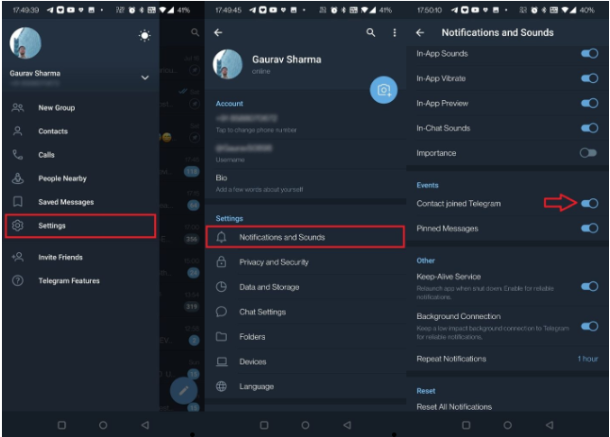 17:49:39
41%
Gaurav Sharma
New Group
Contacts
Calls
People Nearby
Saved Messages
Settings
Invite Friends
Telegram Features
17:49:45
41%
Gaurav Sharma
online
Account
Tap to change phone number
Username
Bio
Add a few words about yourself
Settings
Notifications and Sounds
Privacy and Security
Data and Storage
Chat Settings
Folders
Devices
Language
17:50:10
40%
Notifications and Sounds
In-App Sounds
In-App Vibrate
In-App Preview
In-Chat Sounds
Importance
Events
Contact joined Telegram
Pinned Messages
Other
Keep-Alive Service
Relaunch app when shut down. Enable for reliable
notifications.
Background Connection
Keep a low impact background connection to Telegram
for reliable notifications.
Repeat Notifications
1 hour
Reset
Reset All Notifications